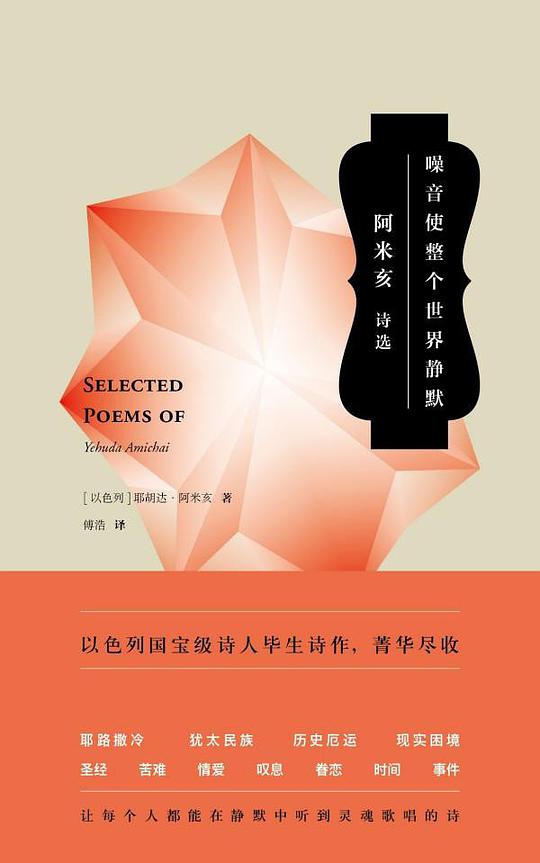 噪音使整个世界静默
阿米亥 诗选
SELECTED
POEMS OF
Yehuda Amichai
[以色列]耶胡达·阿米亥 著
傅浩 译
以色列国宝级诗人毕生诗作，菁华尽收
耶路撒冷 犹太民族 历史厄运 现实困境
圣经 苦难 情爱 叹息 眷恋 时间 事件
让每个人都能在静默中听到灵魂歌唱的诗